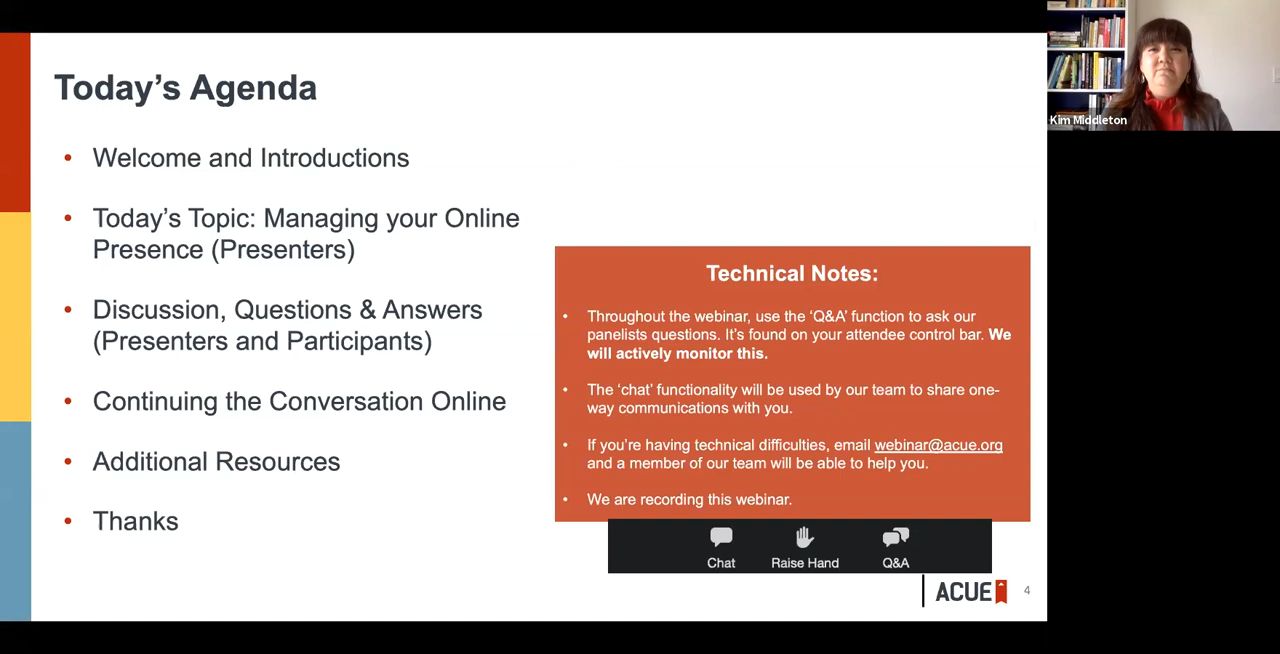 Today's Agenda
• Welcome and Introductions
• Today's Topic: Managing your Online
Presence (Presenters)
• Discussion, Questions & Answers
(Presenters and Participants)
• Continuing the Conversation Online
• Additional Resources
• Thanks
Technical Notes:
• Throughout the webinar, use the 'Q&A' function to ask our
panelists questions. It's found on your attendee control bar. We
will actively monitor this.
• The 'chat' functionality will be used by our team to share one-
way communications with you.
• If you're having technical difficulties, email webinar@acue.org
and a member of our team will be able to help you.
• We are recording this webinar.
Chat
Raise Hand
Q&A
ACUE
4
Kim Middleton